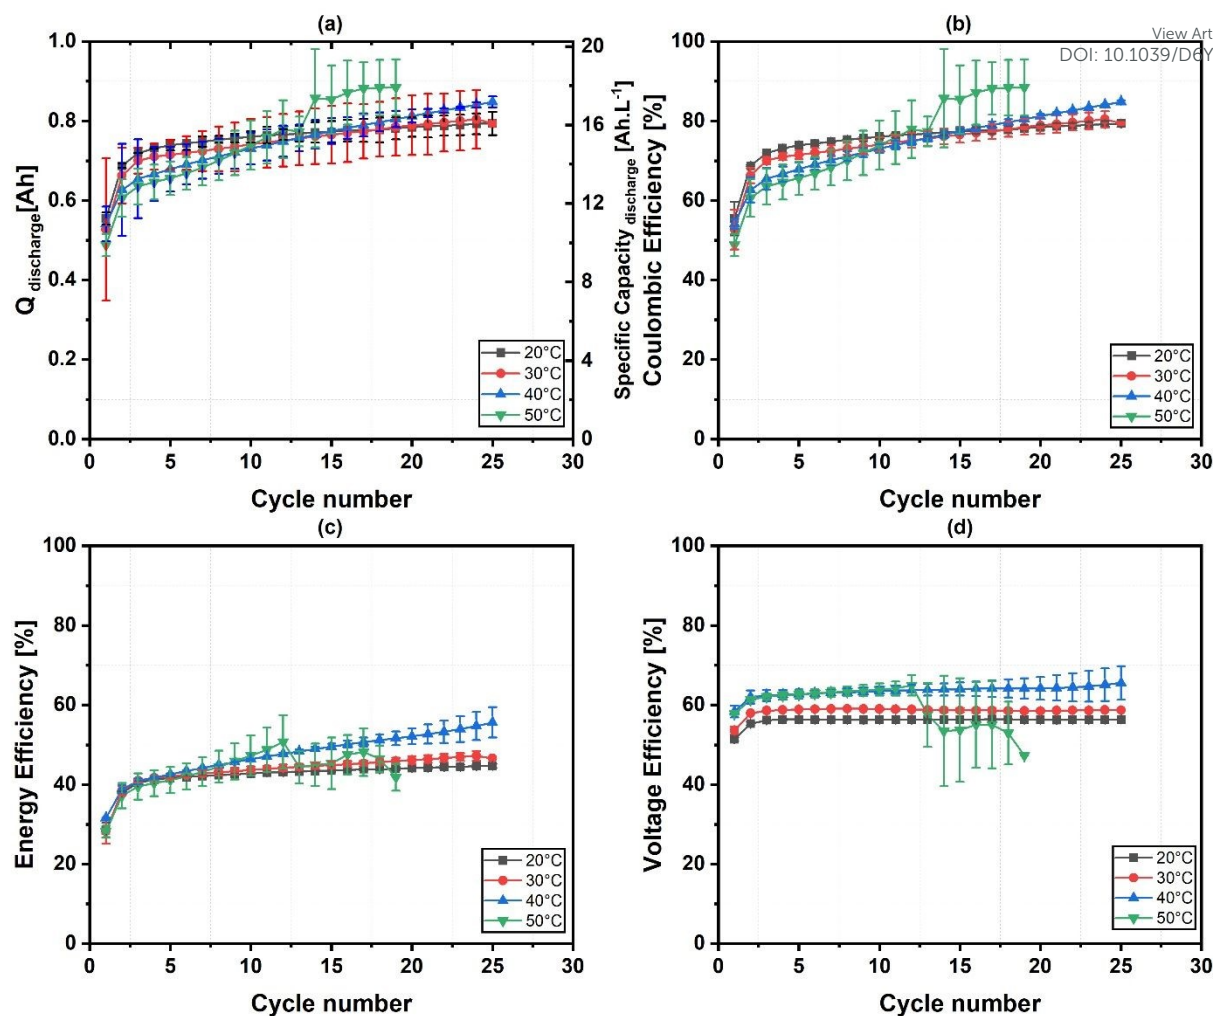 (a)
1.0
0.8
0.6
0.4
0.2
0.0
Q discharge[Ah]
20
16
12
8
4
0
Specific Capacity discharge [Ah.L-1]
20°C
30°C
40°C
50°C
0 5 10 15 20 25 30
Cycle number
(b)
View Art
DOI: 10.1039/D6Y
100
80
60
40
20
0
Coulombic Efficiency [%]
20°C
30°C
40°C
50°C
0 5 10 15 20 25 30
Cycle number
(c)
100
80
60
40
20
0
Energy Efficiency [%]
20°C
30°C
40°C
50°C
0 5 10 15 20 25 30
Cycle number
(d)
100
80
60
40
20
0
Voltage Efficiency [%]
20°C
30°C
40°C
50°C
0 5 10 15 20 25 30
Cycle number